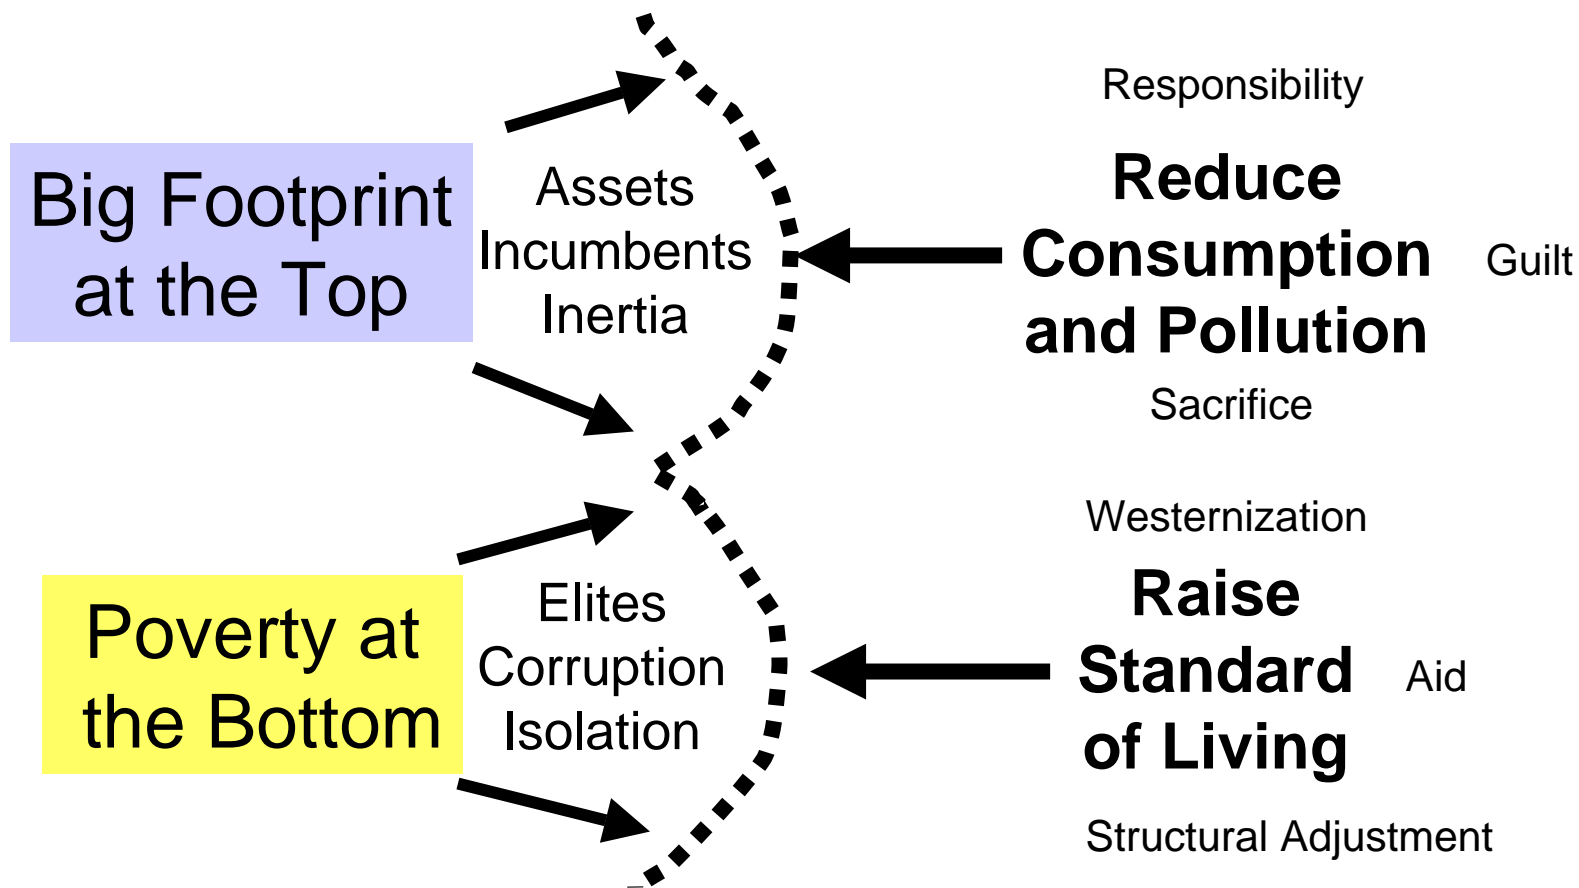 Responsibility
Big Footprint
at the Top
Assets
Incumbents
Inertia
Reduce
Consumption
and Pollution
Guilt
Sacrifice
Westernization
Poverty at
the Bottom
Elites
Corruption
Isolation
Raise
Standard
of Living
Aid
Structural Adjustment